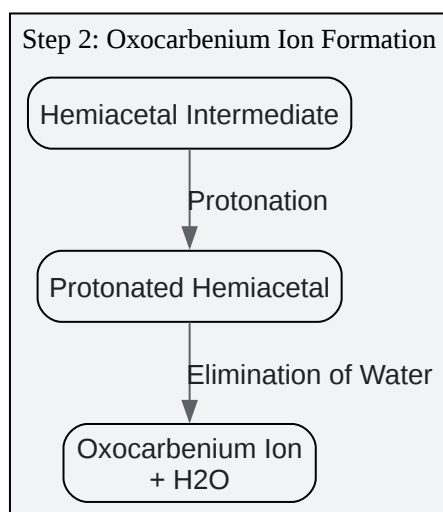 Step 2: Oxocarbenium Ion Formation
Hemiacetal Intermediate
Protonation
Protonated Hemiacetal
Elimination of Water
Oxocarbenium Ion
+ H2O